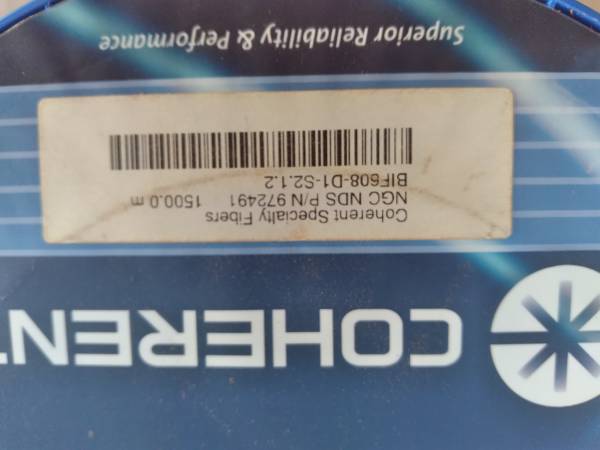 COHERENT
Coherent Specialty Fibers
NGC NDS P/N 972491 1500.0 m
BIF608-D1-S2.1.2
Superior Reliability & Performance